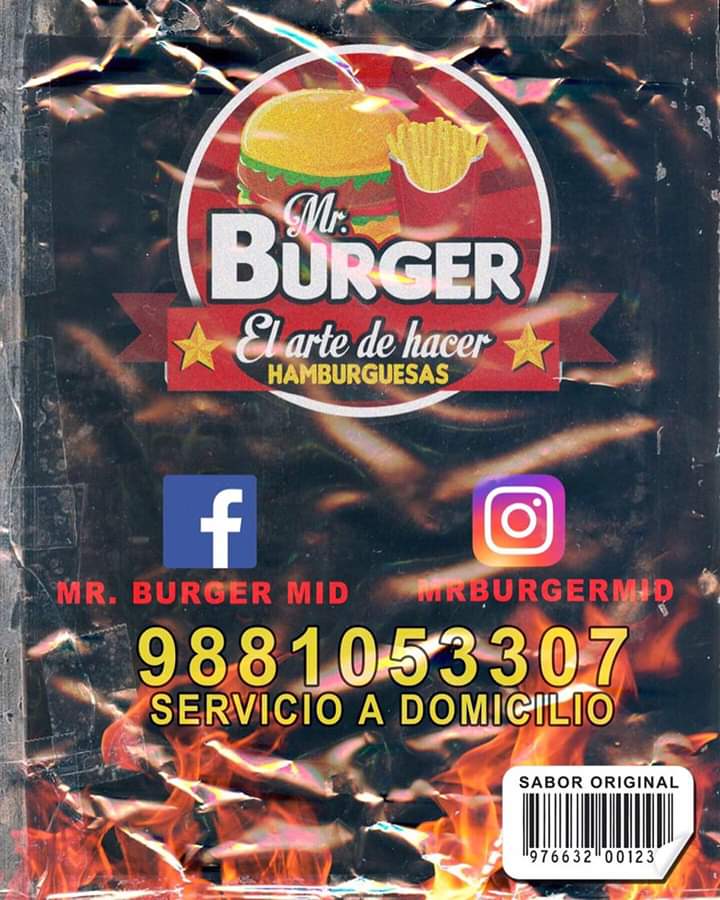 Mr.
BURGER
El arte de hacer
HAMBURGUESAS
MR. BURGER MID
MRBURGERMID
9881053307
SERVICIO A DOMICILIO
SABOR ORIGINAL
976632 00123